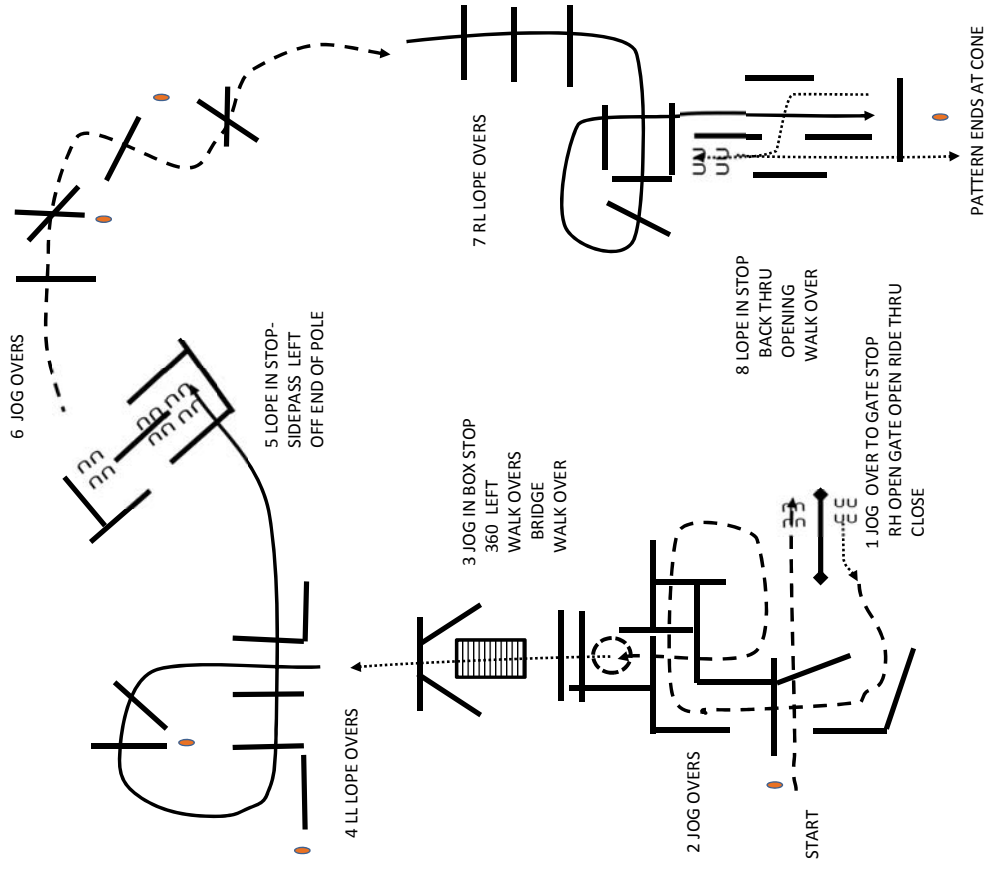 START
1 JOG OVER TO GATE STOP
RH OPEN GATE OPEN RIDE THRU
CLOSE
2 JOG OVERS
3 JOG IN BOX STOP
360 LEFT
WALK OVERS
BRIDGE
WALK OVER
4 LL LOPE OVERS
5 LOPE IN STOP-
SIDEPASS LEFT
OFF END OF POLE
6 JOG OVERS
7 RL LOPE OVERS
8 LOPE IN STOP
BACK THRU
OPENING
WALK OVER
PATTERN ENDS AT CONE